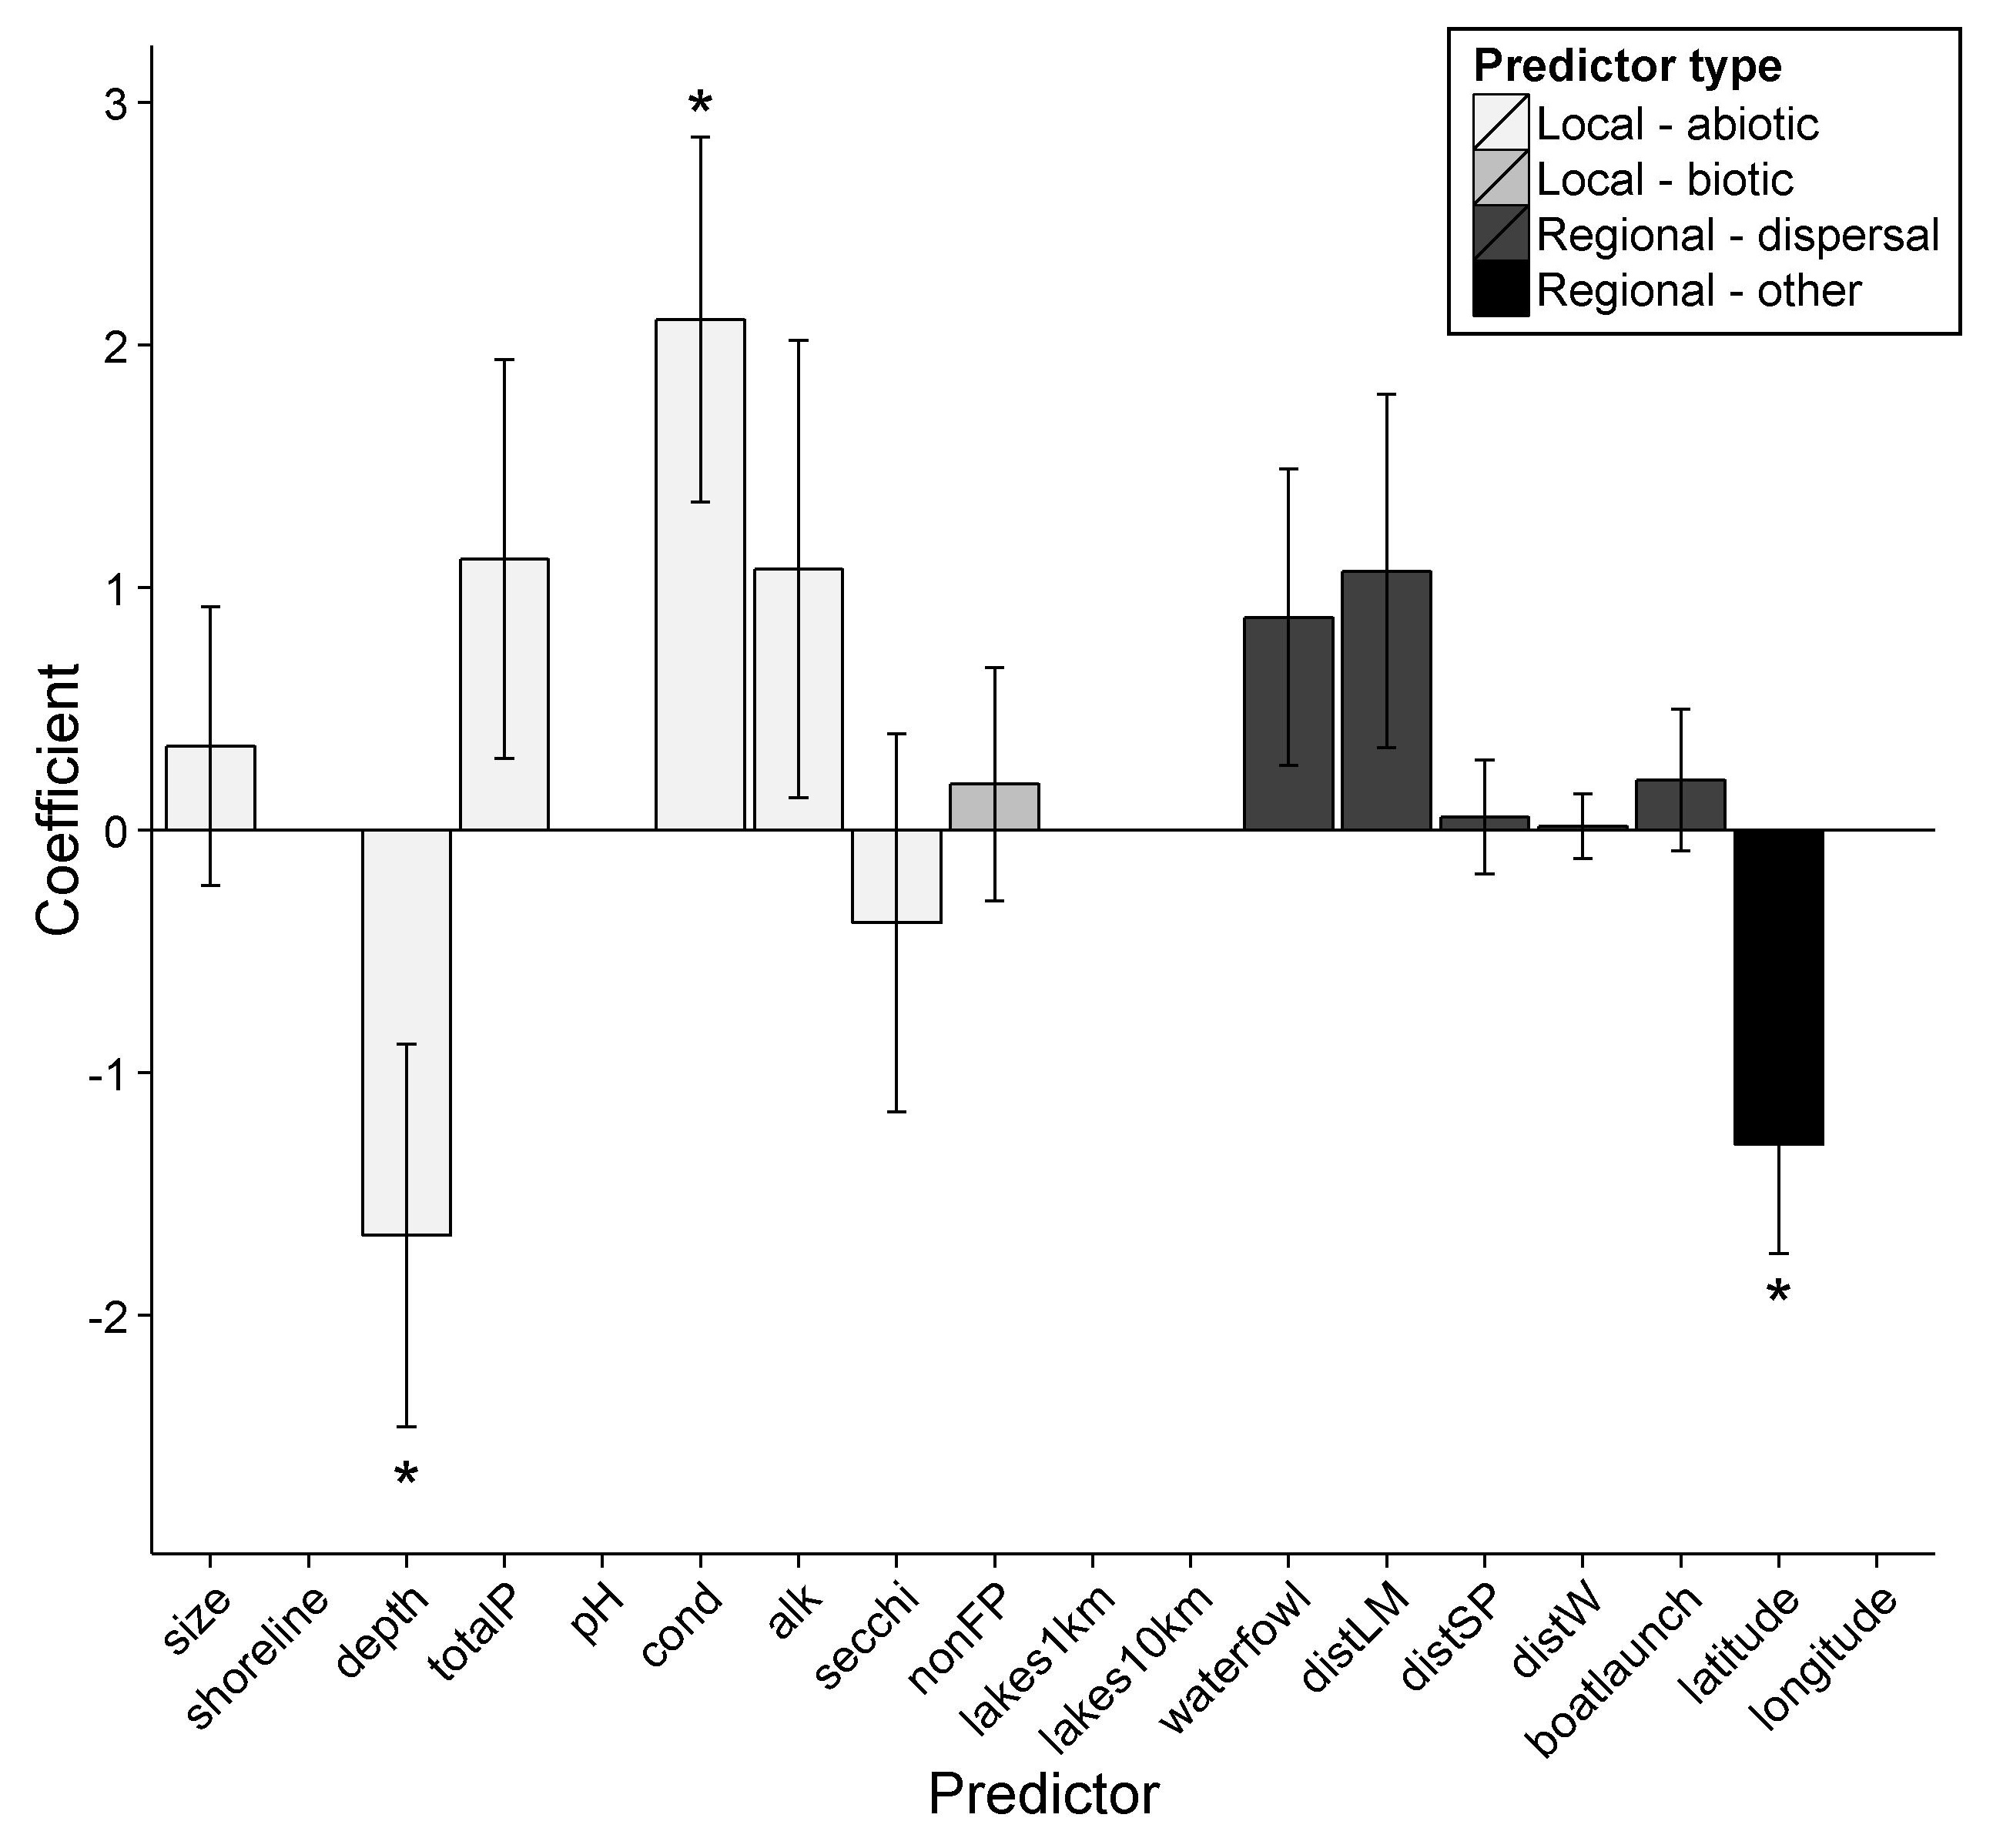 Predictor type
Local - abiotic
Local - biotic
Regional - dispersal
Regional - other
*
3
2
1
0
-1
-2
*
*
Coefficient
size
shoreline
depth
totalP
pH
cond
alk
secchi
nonFP
lakes1km
lakes10km
waterfowl
distLM
distSP
distW
boatlaunch
latitude
longitude
Predictor